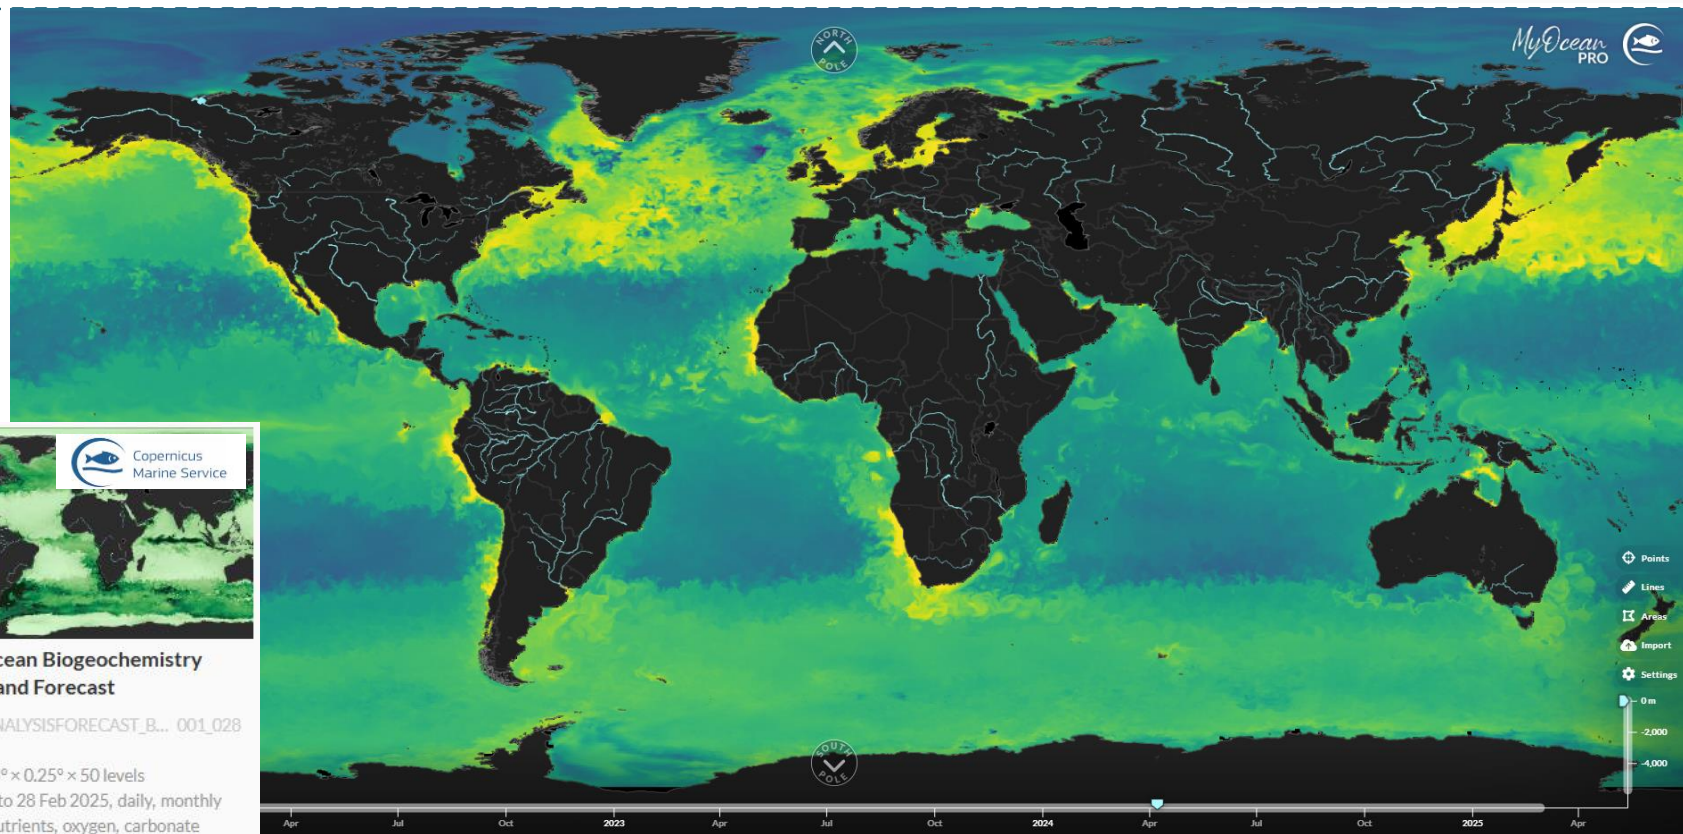 NORTH
POLE
MyOcean
PRO
Copernicus
Marine Service
cean Biogeochemistry
and Forecast
NALYSISFORECAST_B... 001_028
° × 0.25° × 50 levels
to 28 Feb 2025, daily, monthly
utrients, oxygen, carbonate
Points
Lines
Areas
Import
Settings
0 m
-2,000
-4,000
SOUTH
POLE
Apr Jul Oct 2023 Apr Jul Oct 2024 Apr Jul Oct 2025 Apr